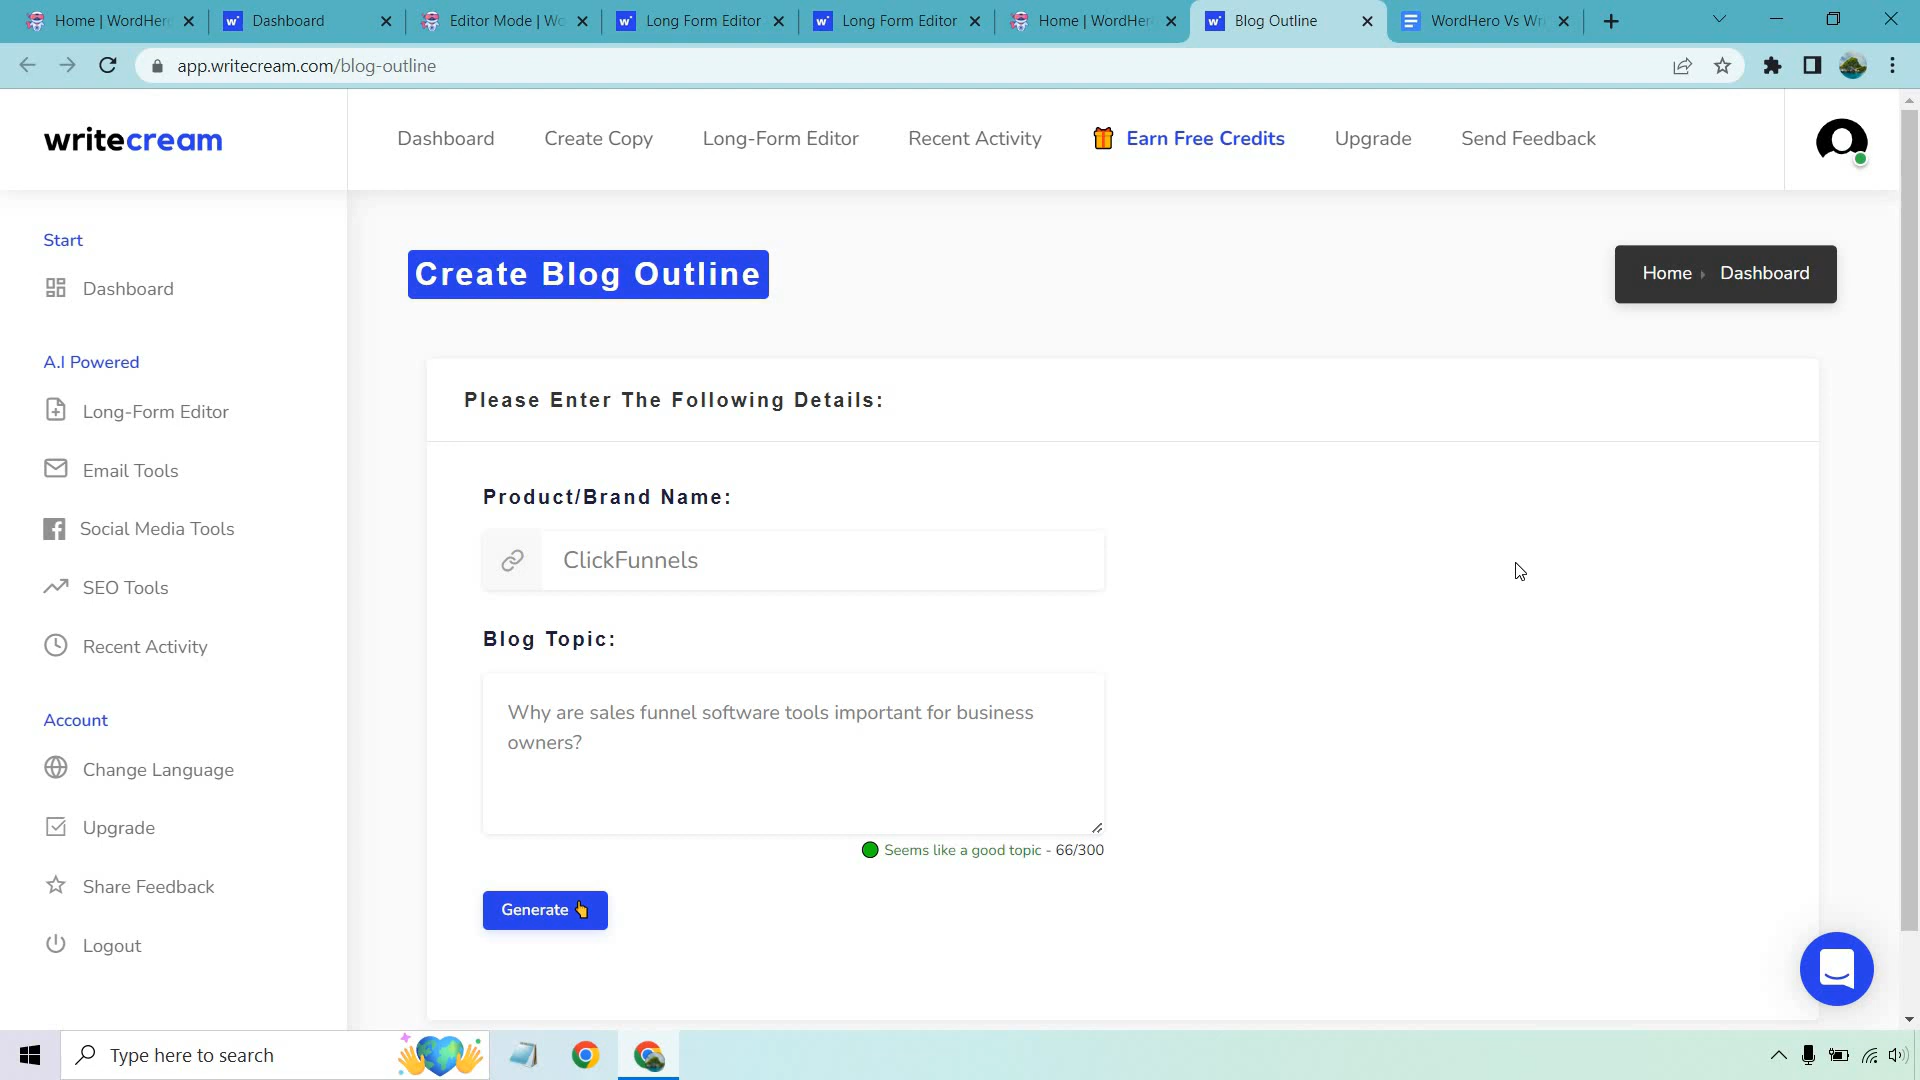 Home | WordHero
Dashboard
Editor Mode | Wo
Long Form Editor
Long Form Editor
Home | WordHer
Blog Outline
WordHero Vs Wr
app.writecream.com/blog-outline
writecream
Dashboard
Create Copy
Long-Form Editor
Recent Activity
Earn Free Credits
Upgrade
Send Feedback
Start
Dashboard
A.I Powered
Long-Form Editor
Email Tools
Social Media Tools
SEO Tools
Recent Activity
Account
Change Language
Upgrade
Share Feedback
Logout
Create Blog Outline
Home
Dashboard
Please Enter The Following Details:
Product/Brand Name:
ClickFunnels
Blog Topic:
Why are sales funnel software tools important for business
owners?
Seems like a good topic - 66/300
Generate
Type here to search